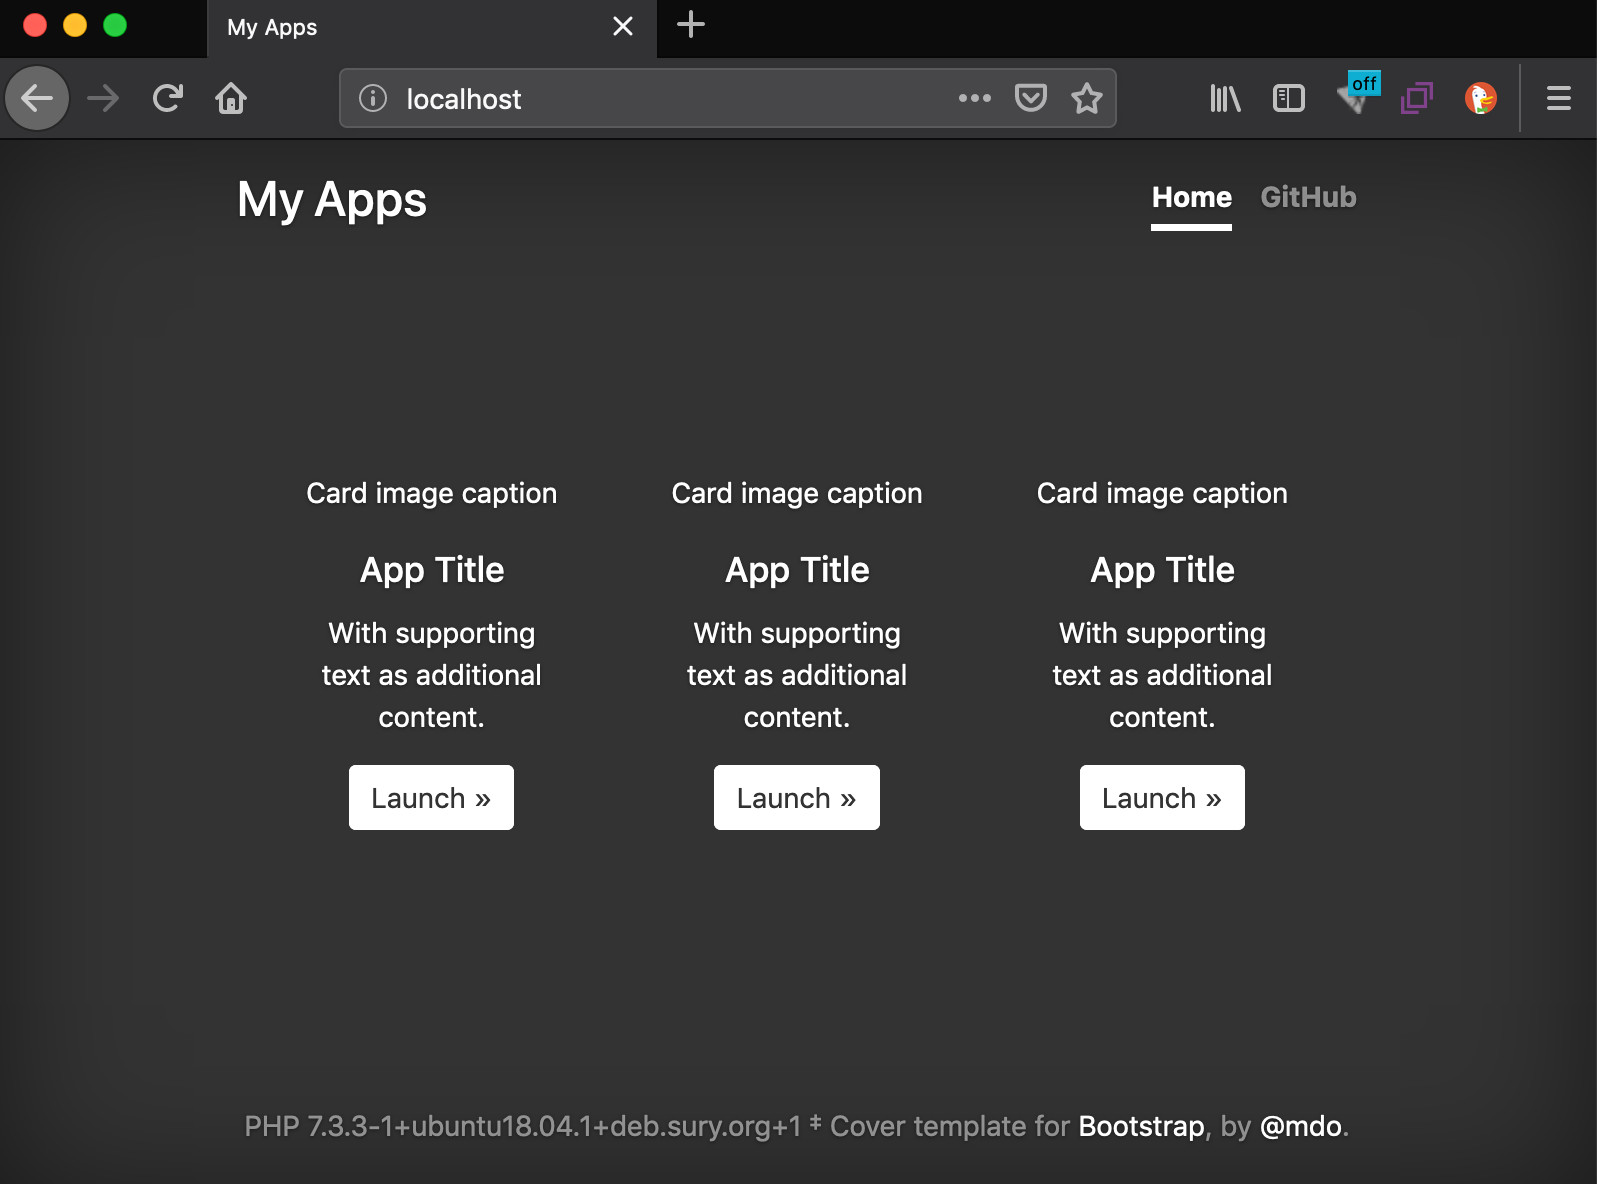 My Apps
localhost
off
My Apps
Home GitHub
Card image caption Card image caption Card image caption
App Title App Title App Title
With supporting With supporting With supporting
text as additional text as additional text as additional
content. content. content.
Launch » Launch » Launch »
PHP 7.3.3-1+ubuntu18.04.1+deb.sury.org+1 ‡ Cover template for Bootstrap, by @mdo.